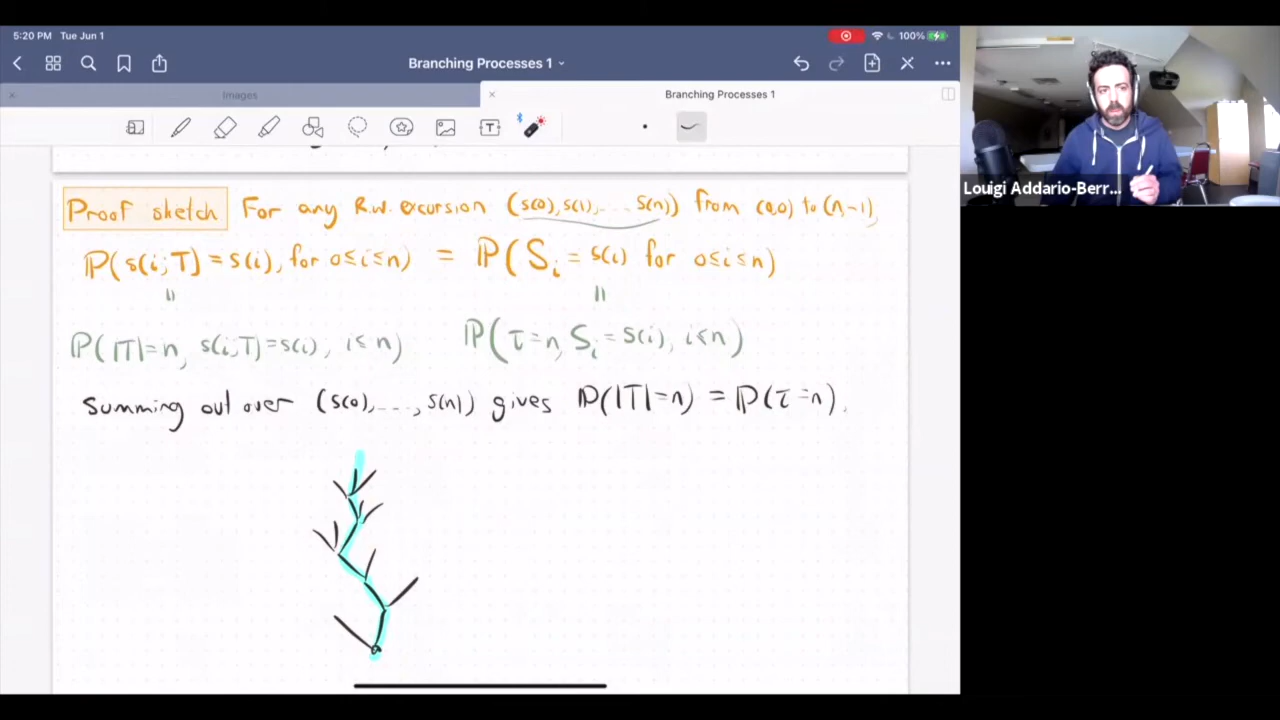 5:20 PM Tue Jun 1
100%
Branching Processes 1
Images
Branching Processes 1
T
Louigi Addario-Berr...
Proof sketch For any R.W. excursion (s(0), s(1), ... s(n)) from (0,0) to (n,-1),
P(s(i;T) = s(i), for 0≤i≤n) = P(S_i = s(i) for 0≤i≤n)
P(|T|=n, s(i;T)=s(i), i≤n) P(τ=n, S_i = s(i), i≤n)
Summing out over (s(0), ..., s(n)) gives P(|T|=n) = P(τ=n).